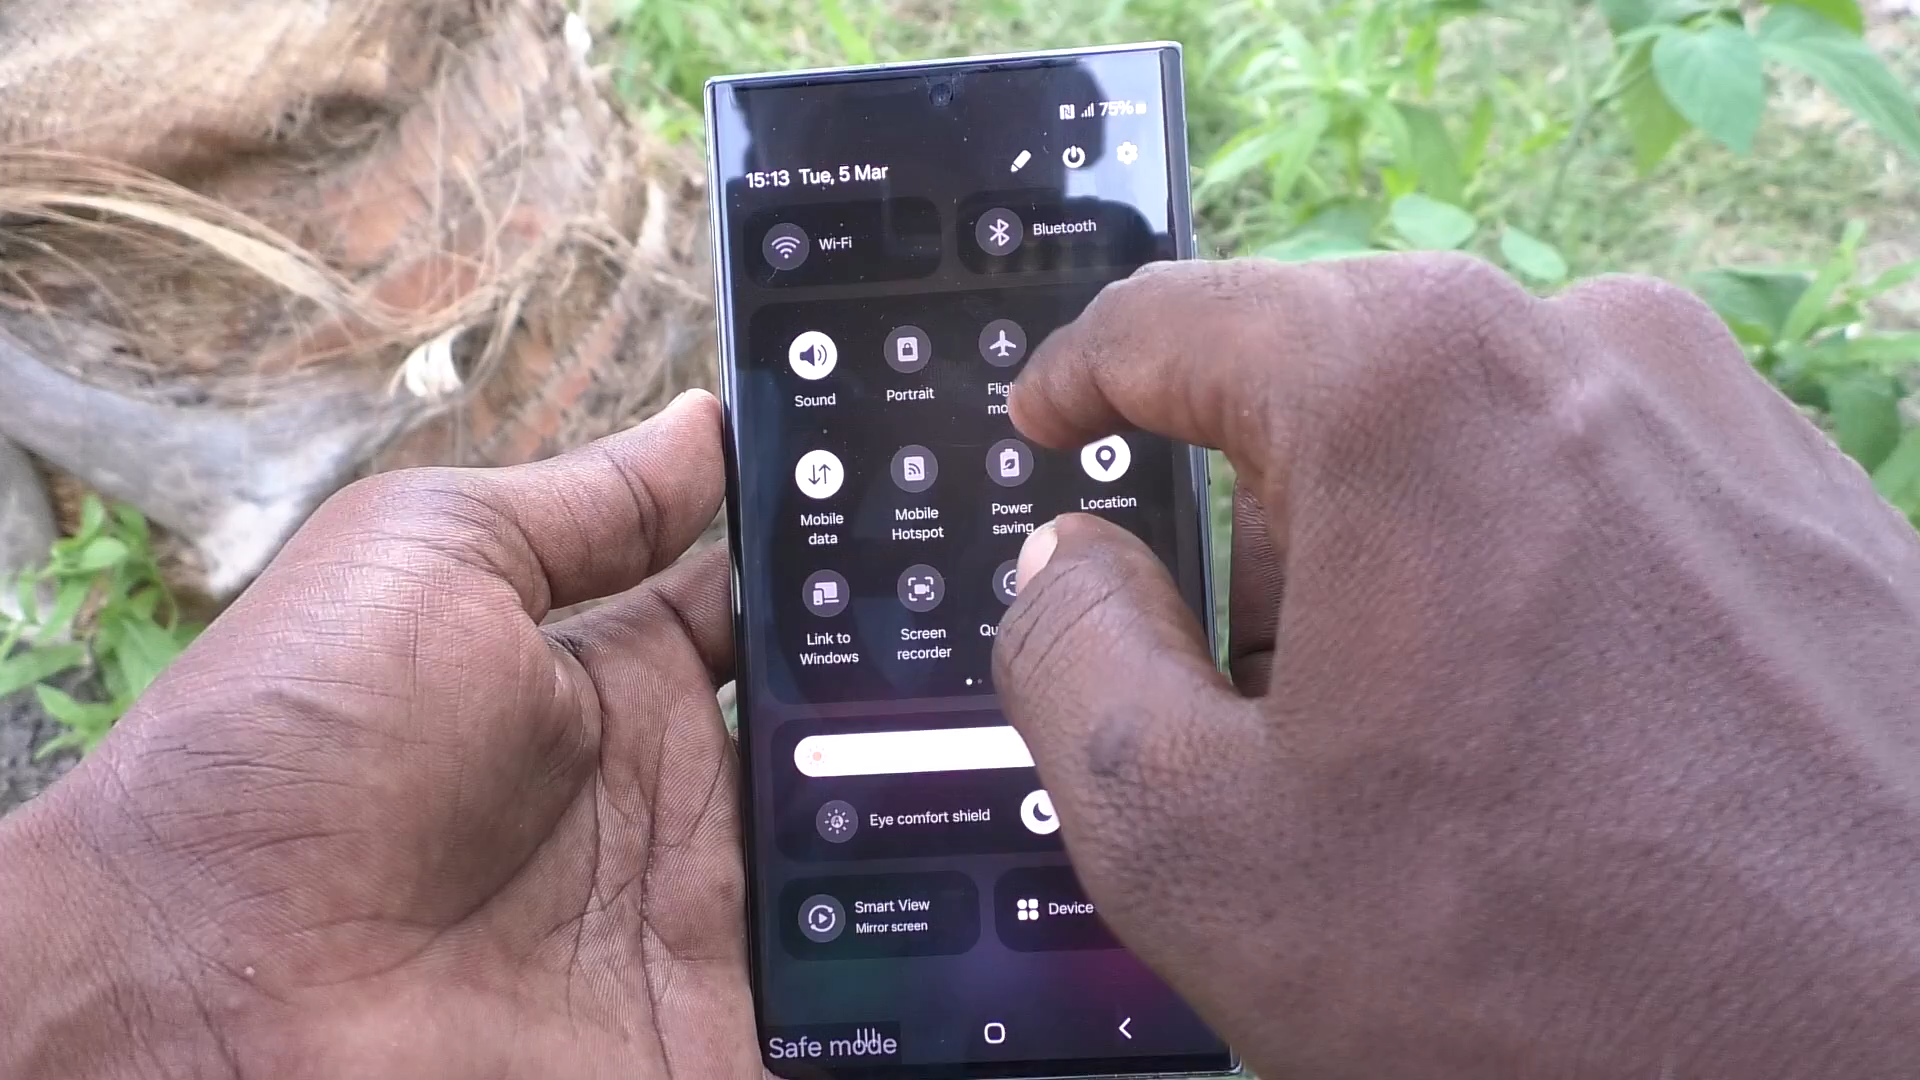 75%
15:13 Tue, 5 Mar
Wi-Fi
Bluetooth
Sound
Portrait
Mobile
data
Mobile
Hotspot
Power
saving
Location
Link to
Windows
Screen
recorder
Eye comfort shield
Smart View
Mirror screen
Device
Safe mode